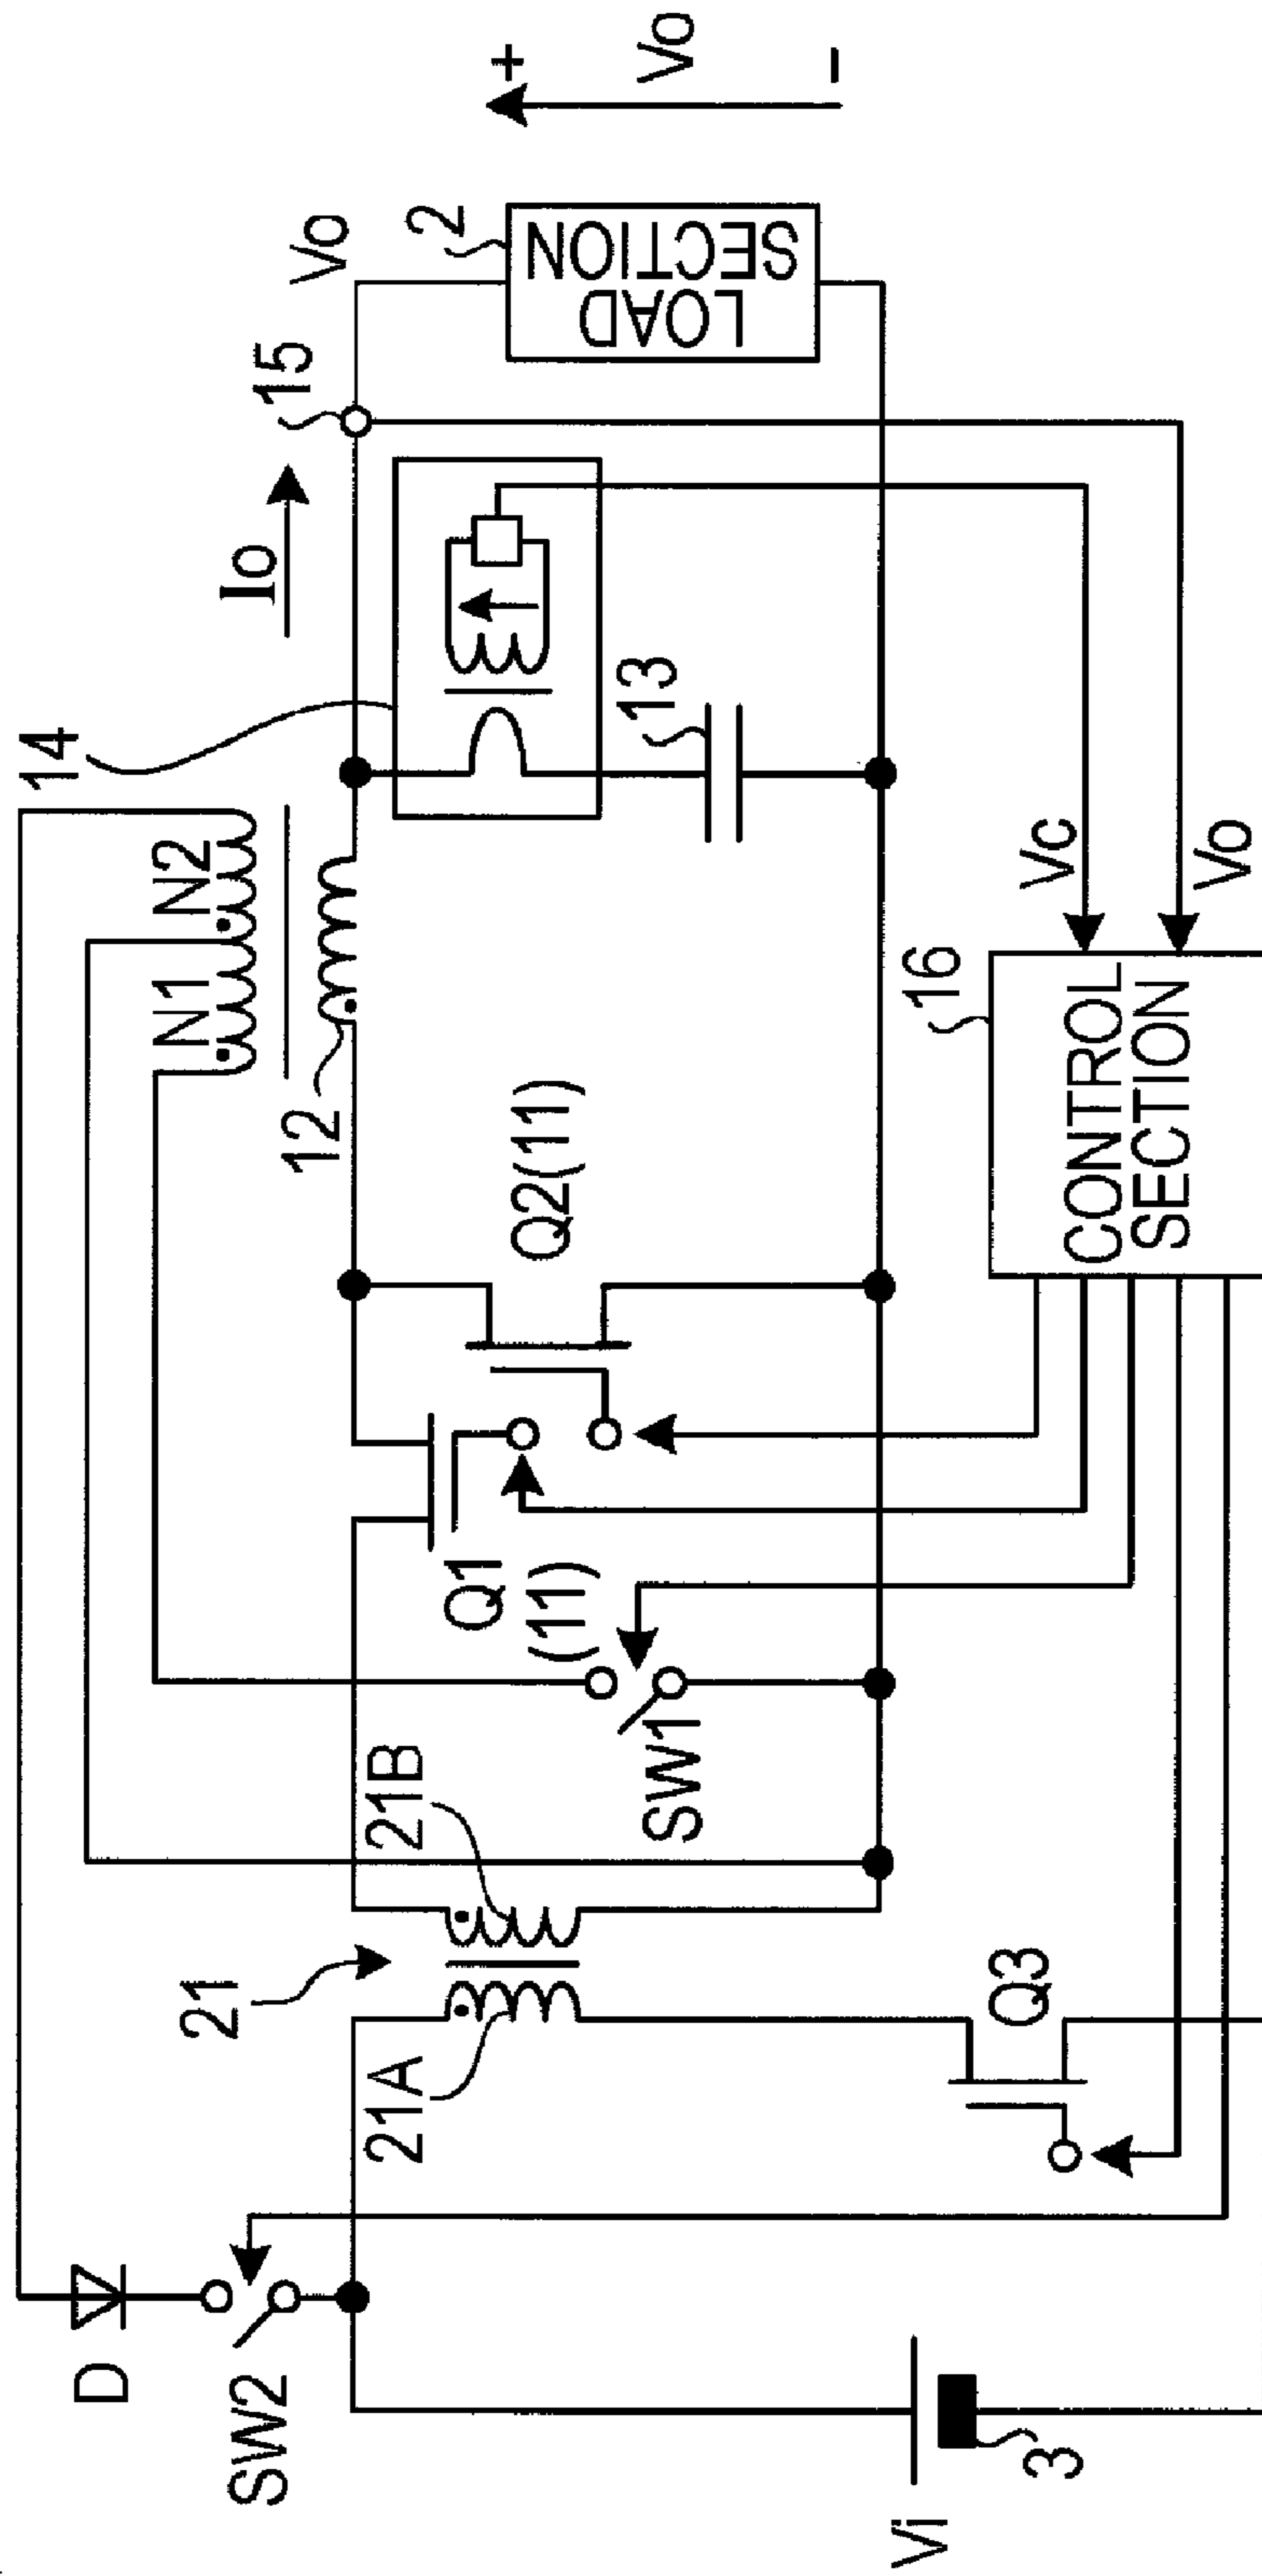 14
N1
N2
Io
15
Vo
2
LOAD
SECTION
+
Vo
−
12
13
Q2(11)
Q1
(11)
D
SW2
21
21A
21B
SW1
16
CONTROL
SECTION
Vc
Vo
Q3
Vi
3